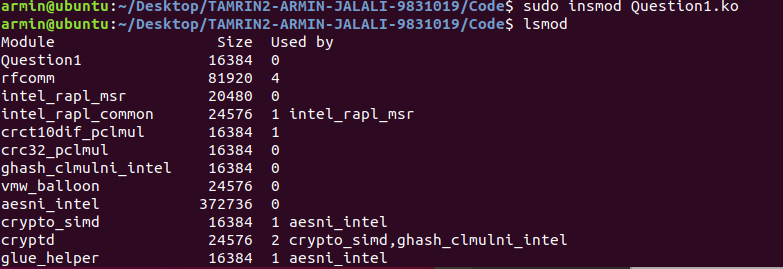 armin@ubuntu:~/Desktop/TAMRIN2-ARMIN-JALALI-9831019/Code$ sudo insmod Question1.ko
armin@ubuntu:~/Desktop/TAMRIN2-ARMIN-JALALI-9831019/Code$ lsmod
Module                  Size  Used by
Question1              16384  0
rfcomm                 81920  4
intel_rapl_msr         20480  0
intel_rapl_common      24576  1 intel_rapl_msr
crct10dif_pclmul       16384  1
crc32_pclmul           16384  0
ghash_clmulni_intel    16384  0
vmw_balloon            24576  0
aesni_intel           372736  0
crypto_simd            16384  1 aesni_intel
cryptd                 24576  2 crypto_simd,ghash_clmulni_intel
glue_helper            16384  1 aesni_intel